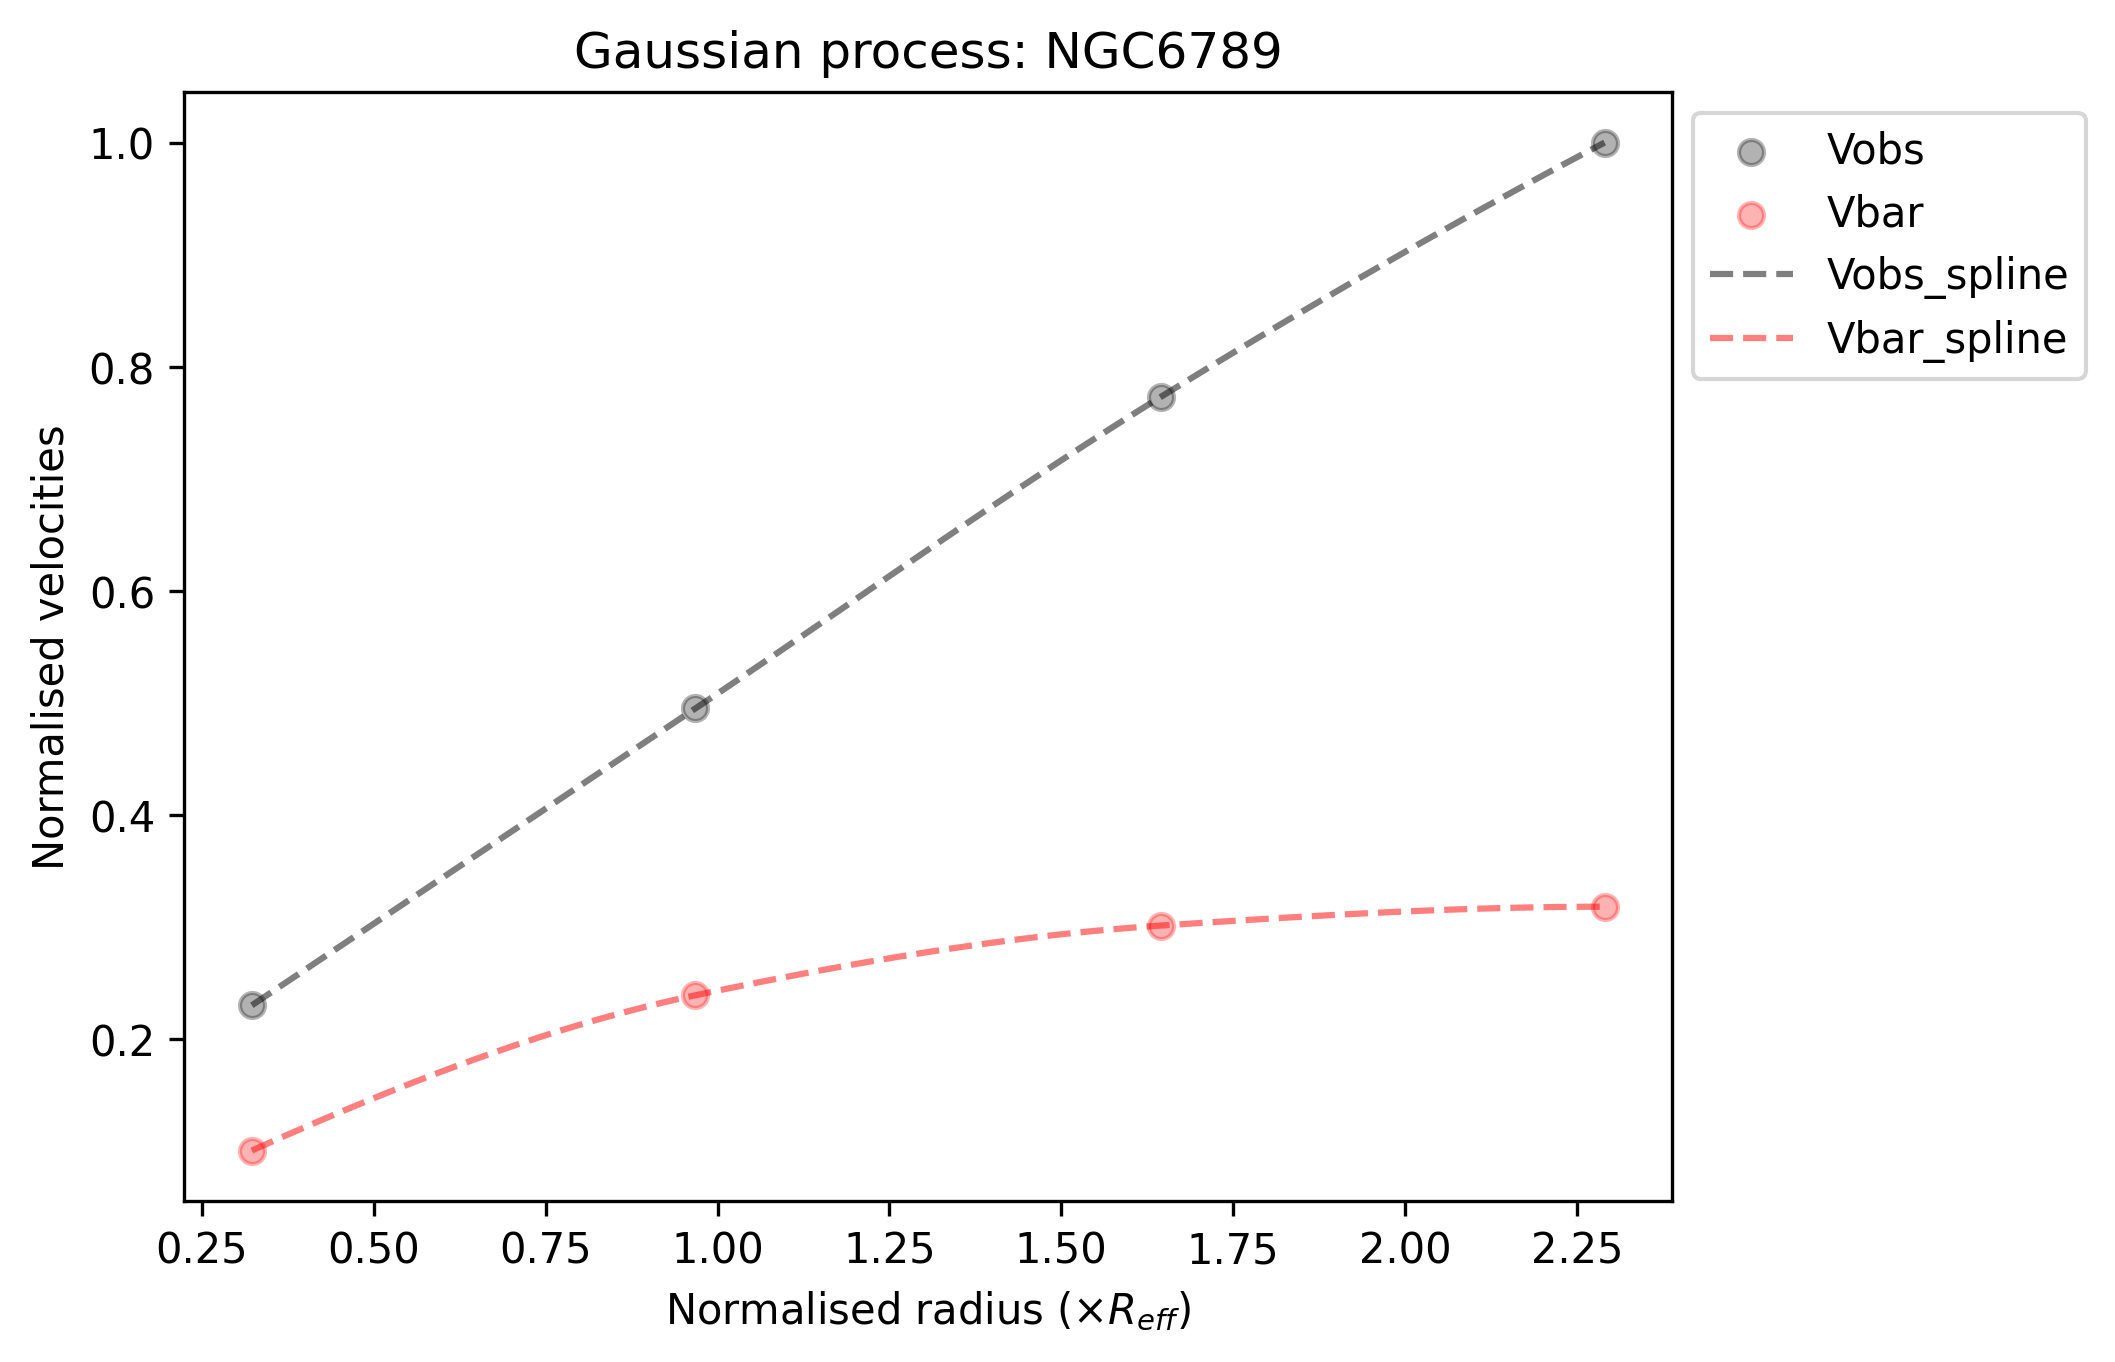 Gaussian process: NGC6789
Normalised velocities
1.0
0.8
0.6
0.4
0.2
0.25 0.50 0.75 1.00 1.25 1.50 1.75 2.00 2.25
Normalised radius (×R_eff)
Vobs
Vbar
Vobs_spline
Vbar_spline